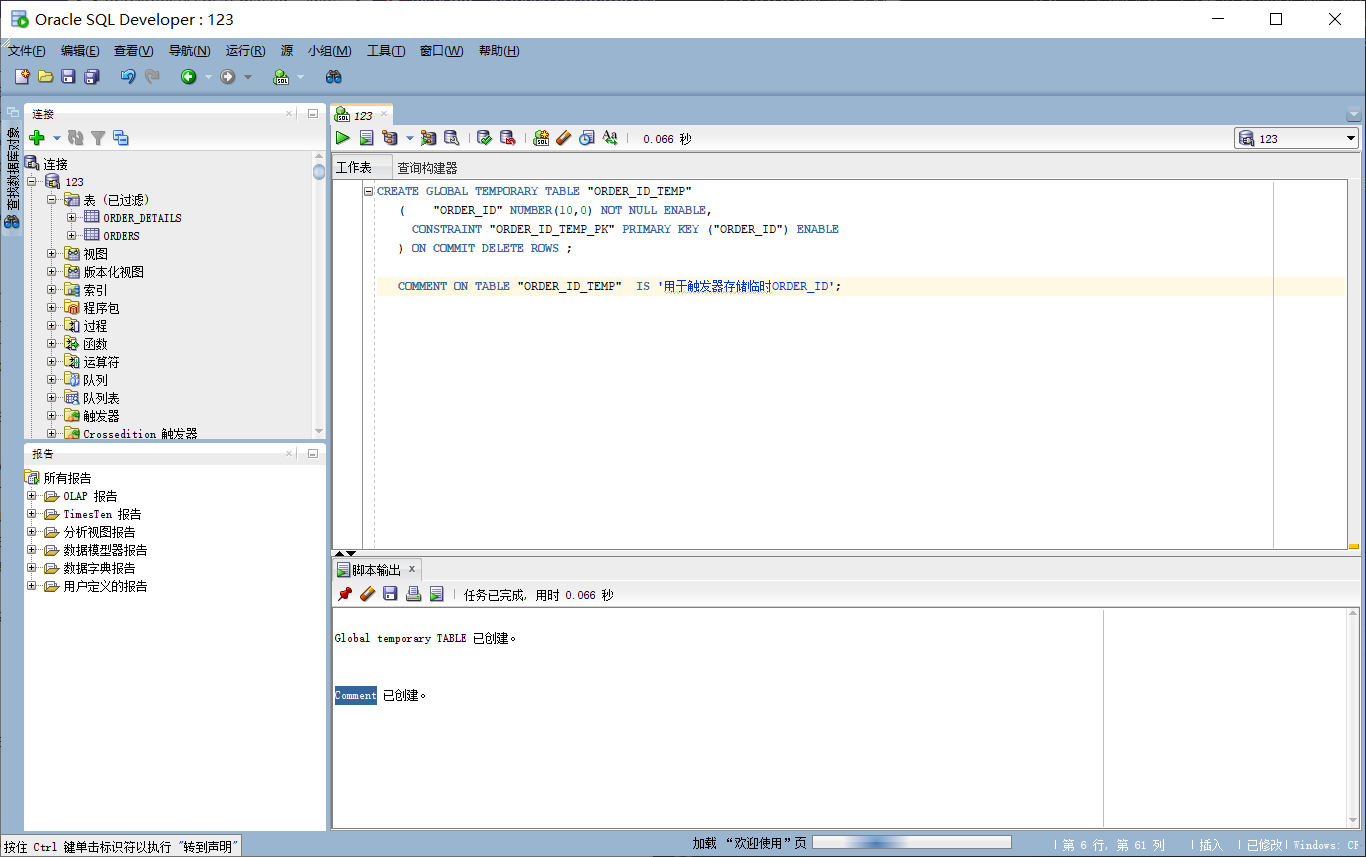 Oracle SQL Developer : 123
文件(F) 编辑(E) 查看(V) 导航(N) 运行(R) 源 小组(M) 工具(T) 窗口(W) 帮助(H)
查找数据库对象
连接
连接
123
表 (已过滤)
ORDER_DETAILS
ORDERS
视图
版本化视图
索引
程序包
过程
函数
运算符
队列
队列表
触发器
Crossedition 触发器
报告
所有报告
OLAP 报告
TimesTen 报告
分析视图报告
数据模型器报告
数据字典报告
用户定义的报告
123
0.066 秒
123
工作表 查询构建器
CREATE GLOBAL TEMPORARY TABLE "ORDER_ID_TEMP"
( "ORDER_ID" NUMBER(10,0) NOT NULL ENABLE,
CONSTRAINT "ORDER_ID_TEMP_PK" PRIMARY KEY ("ORDER_ID") ENABLE
) ON COMMIT DELETE ROWS ;
COMMENT ON TABLE "ORDER_ID_TEMP" IS '用于触发器存储临时ORDER_ID';
脚本输出
任务已完成, 用时 0.066 秒
Global temporary TABLE 已创建。
Comment 已创建。
按住 Ctrl 键单击标识符以执行 "转到声明"
加载 “欢迎使用”页
第 6 行, 第 61 列 | 插入 | 已修改 | Windows: CF